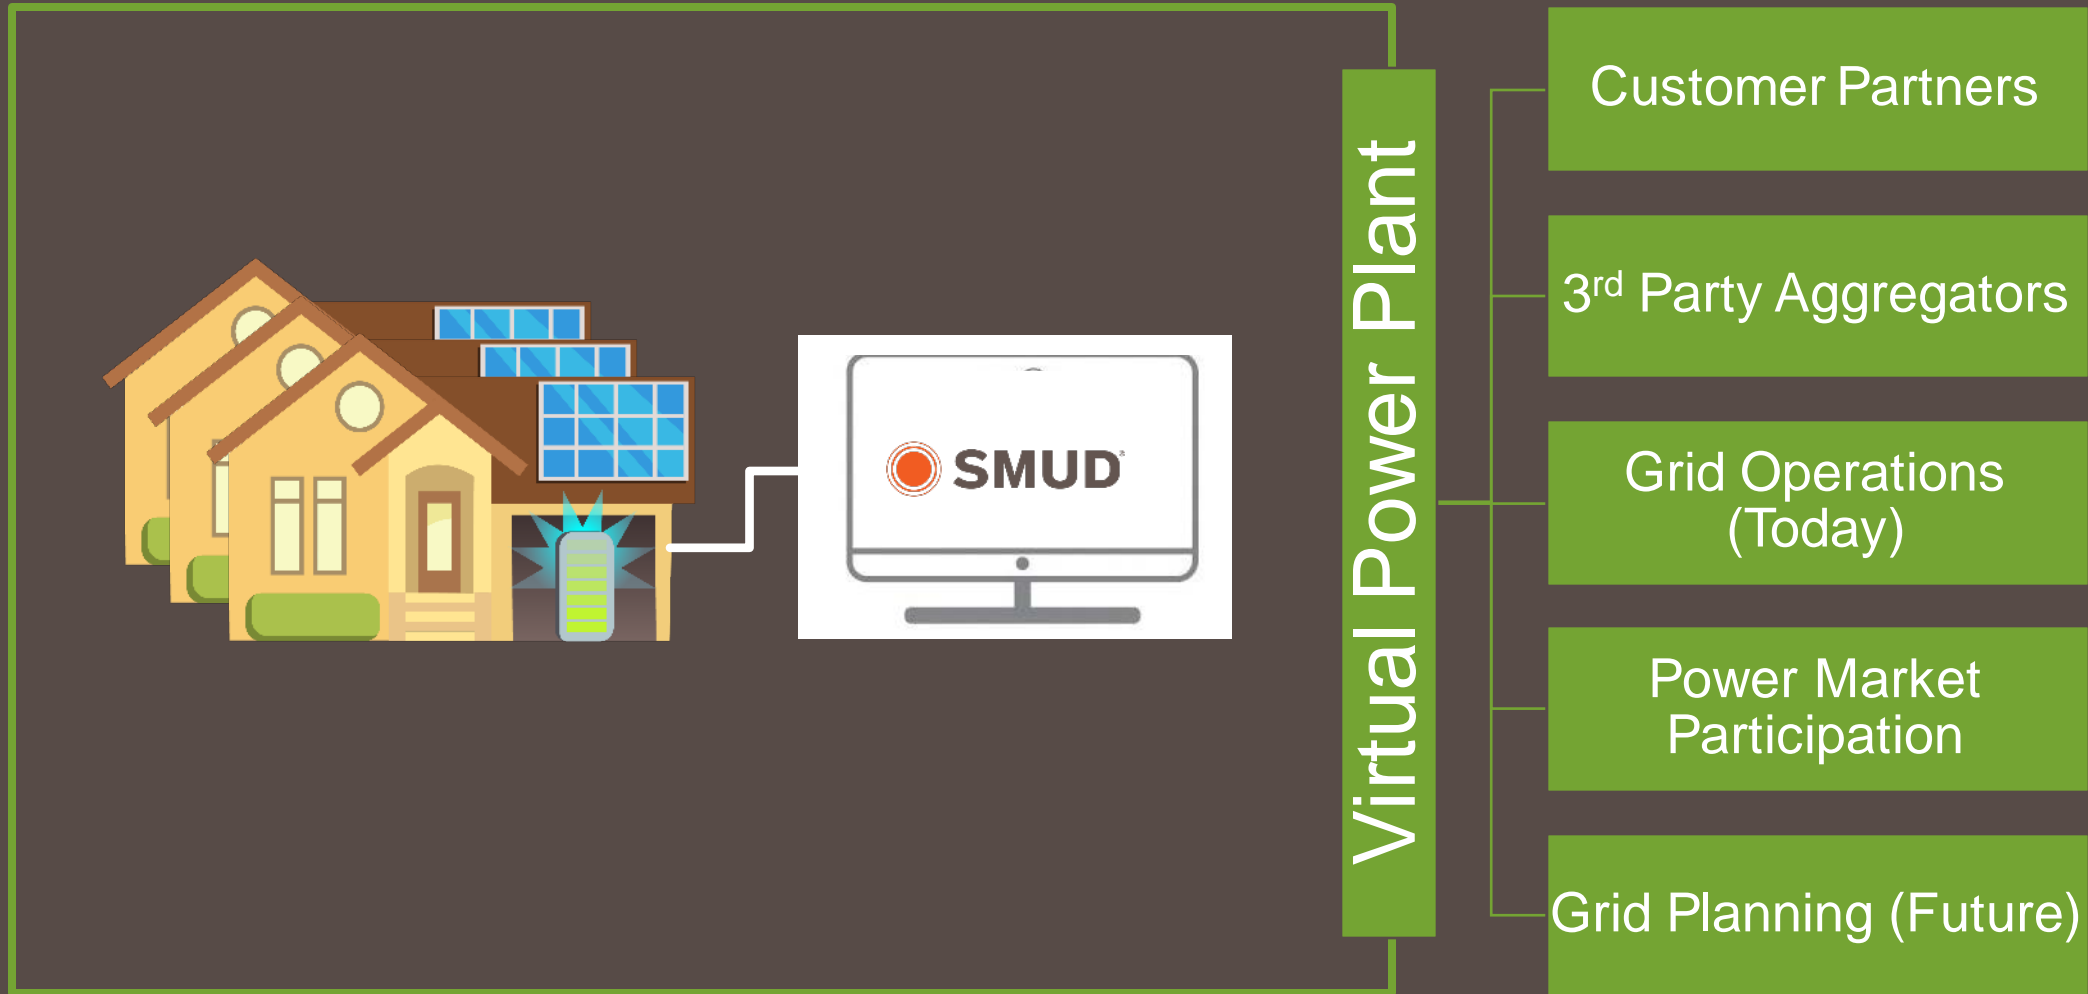 SMUD
Virtual Power Plant
Customer Partners
3rd Party Aggregators
Grid Operations
(Today)
Power Market
Participation
Grid Planning (Future)